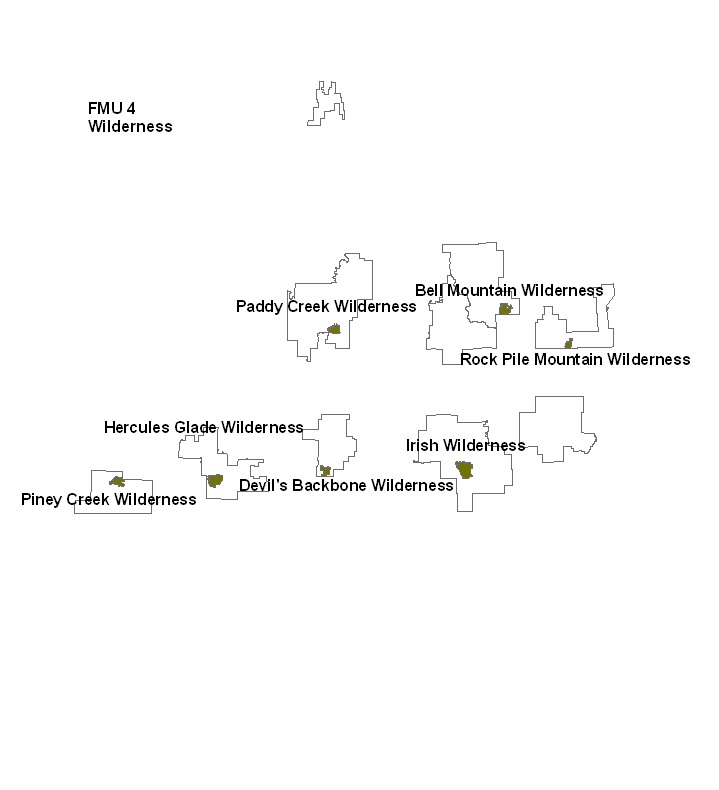 FMU 4
Wilderness
Bell Mountain Wilderness
Paddy Creek Wilderness
Rock Pile Mountain Wilderness
Hercules Glade Wilderness
Irish Wilderness
Devil's Backbone Wilderness
Piney Creek Wilderness